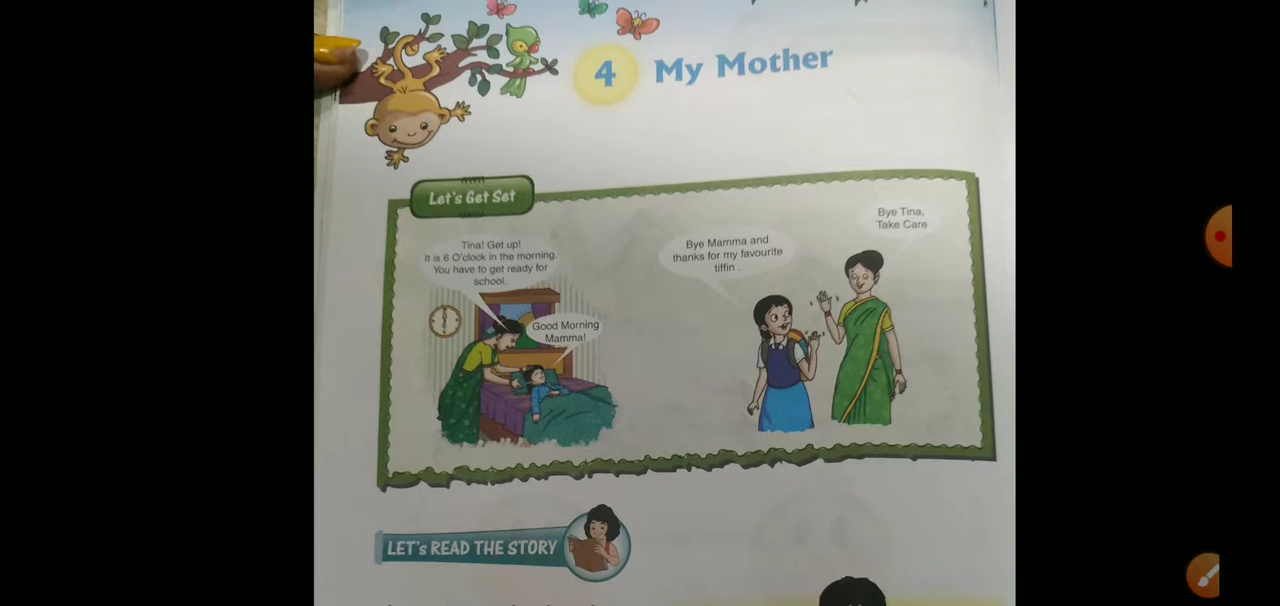 4 My Mother
Let's Get Set
Tina! Get up!
It is 6 O'clock in the morning.
You have to get ready for
school.
Good Morning
Mamma!
Bye Mamma and
thanks for my favourite
tiffin .
Bye Tina,
Take Care
LET's READ THE STORY